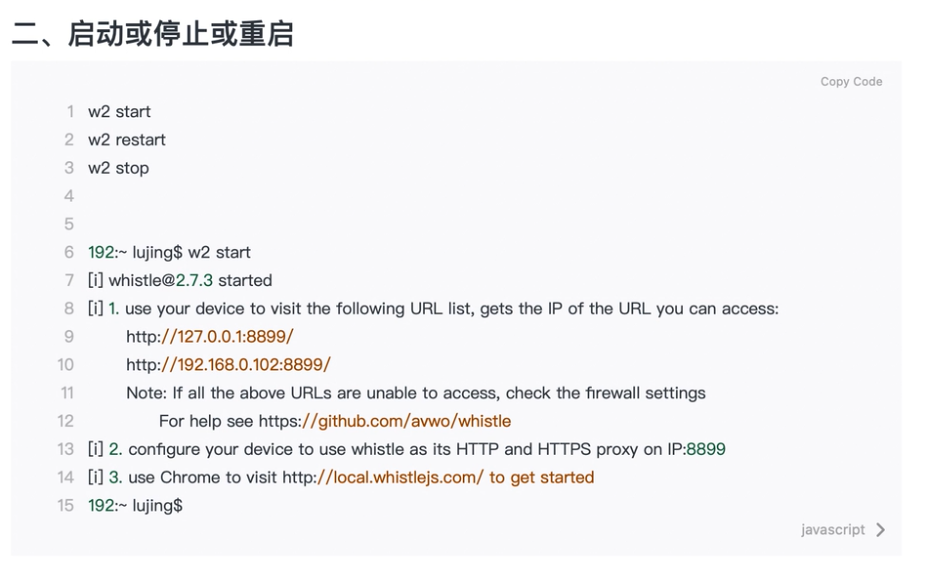 二、启动或停止或重启
Copy Code
1 w2 start
2 w2 restart
3 w2 stop
4
5
6 192:~ lujing$ w2 start
7 [i] whistle@2.7.3 started
8 [i] 1. use your device to visit the following URL list, gets the IP of the URL you can access:
9 http://127.0.0.1:8899/
10 http://192.168.0.102:8899/
11 Note: If all the above URLs are unable to access, check the firewall settings
12 For help see https://github.com/avwo/whistle
13 [i] 2. configure your device to use whistle as its HTTP and HTTPS proxy on IP:8899
14 [i] 3. use Chrome to visit http://local.whistlejs.com/ to get started
15 192:~ lujing$
javascript